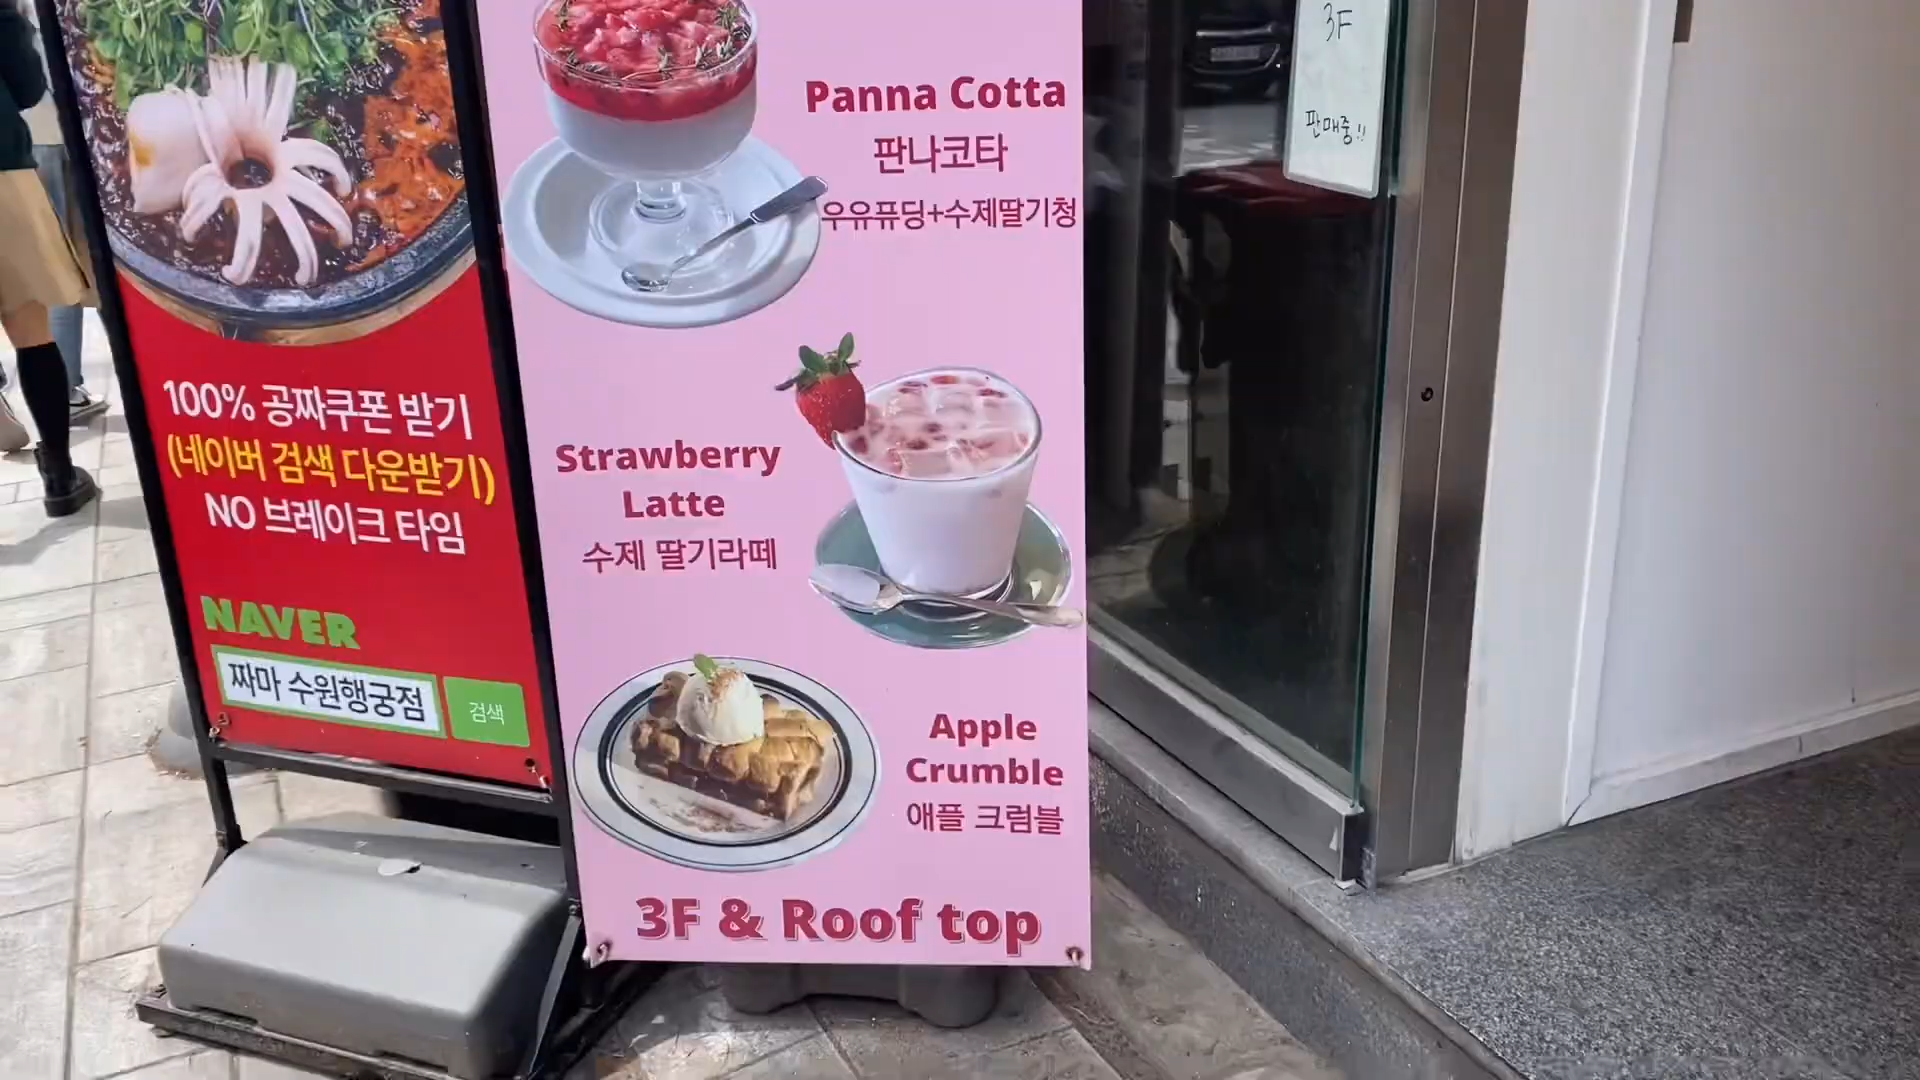 100% 공짜쿠폰 받기
(네이버 검색 다운받기)
NO 브레이크 타임
NAVER
짜마 수원행궁점
검색
Panna Cotta
판나코타
우유퓨딩+수제딸기청
Strawberry
Latte
수제 딸기라떼
Apple
Crumble
애플 크럼블
3F & Roof top
3F
판매중!!